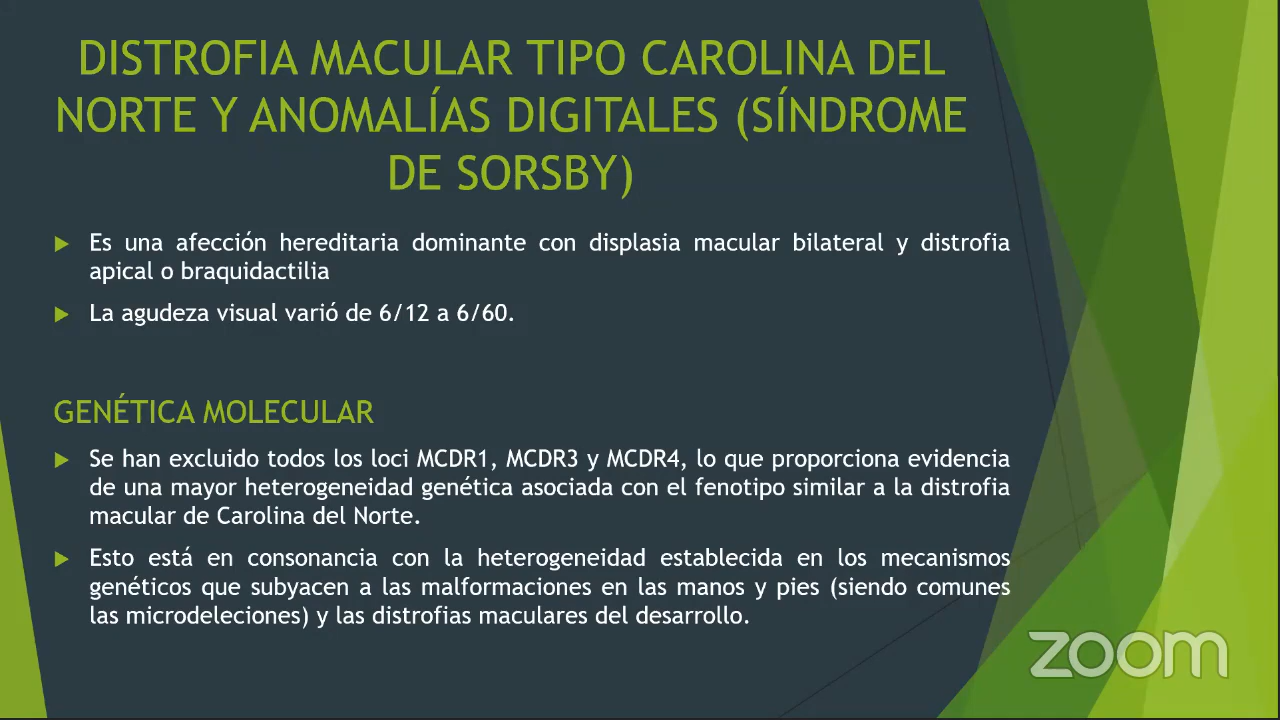 DISTROFIA MACULAR TIPO CAROLINA DEL
NORTE Y ANOMALÍAS DIGITALES (SÍNDROME
DE SORSBY)
Es una afección hereditaria dominante con displasia macular bilateral y distrofia
apical o braquidactilia
La agudeza visual varió de 6/12 a 6/60.
GENÉTICA MOLECULAR
Se han excluido todos los loci MCDR1, MCDR3 y MCDR4, lo que proporciona evidencia
de una mayor heterogeneidad genética asociada con el fenotipo similar a la distrofia
macular de Carolina del Norte.
Esto está en consonancia con la heterogeneidad establecida en los mecanismos
genéticos que subyacen a las malformaciones en las manos y pies (siendo comunes
las microdeleciones) y las distrofias maculares del desarrollo.
zoom